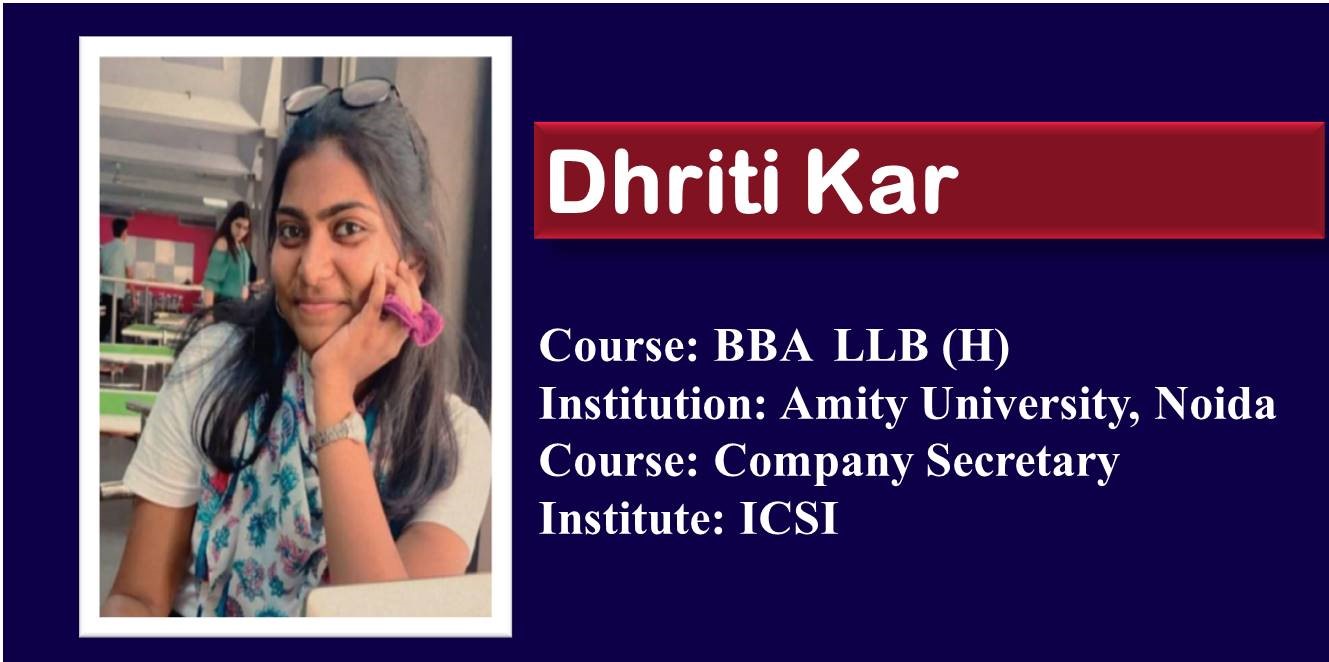 Dhriti Kar
Course: BBA LLB (H)
Institution: Amity University, Noida
Course: Company Secretary
Institute: ICSI